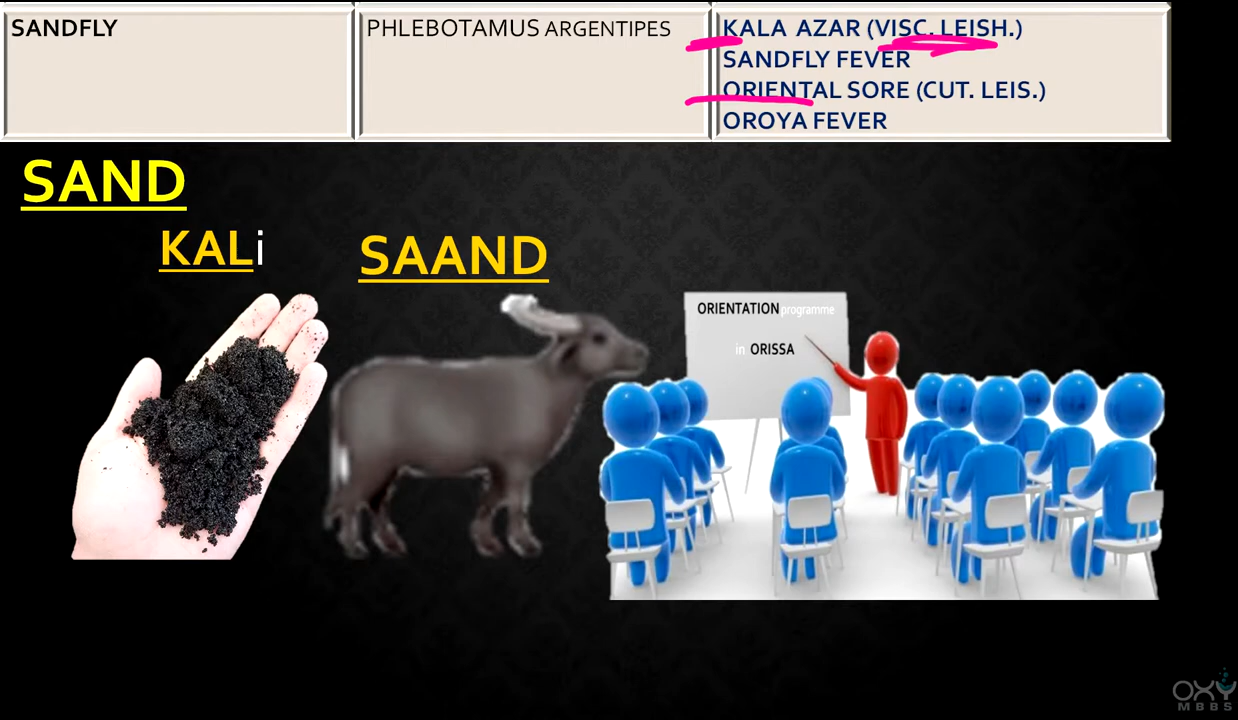 SANDFLY
PHLEBOTAMUS ARGENTIPES
KALA AZAR (VISC. LEISH.)
SANDFLY FEVER
ORIENTAL SORE (CUT. LEIS.)
OROYA FEVER
SAND
KALi
SAAND
ORIENTATION programme
in ORISSA
OXY
MBBS